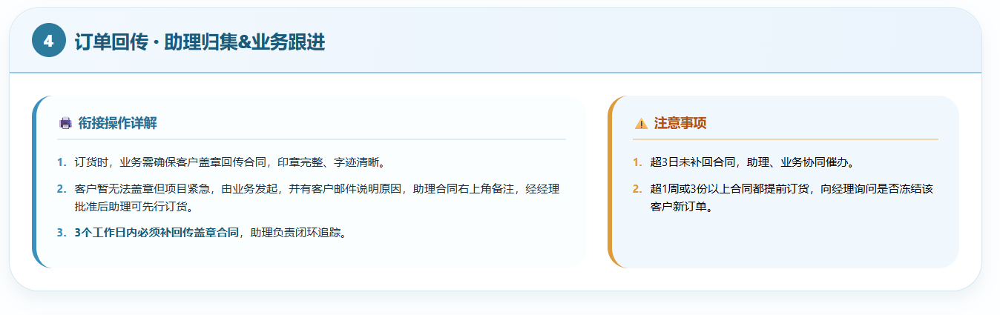 4 订单回传 · 助理归集&业务跟进
衔接操作详解
1. 订货时，业务需确保客户盖章回传合同，印章完整、字迹清晰。
2. 客户暂无法盖章但项目紧急，由业务发起，并有客户邮件说明原因，助理合同右上角备注，经经理
批准后助理可先行订货。
3. 3个工作日内必须补回传盖章合同，助理负责闭环追踪。
注意事项
1. 超3日未补回合同，助理、业务协同催办。
2. 超1周或3份以上合同都提前订货，向经理询问是否冻结该
客户新订单。